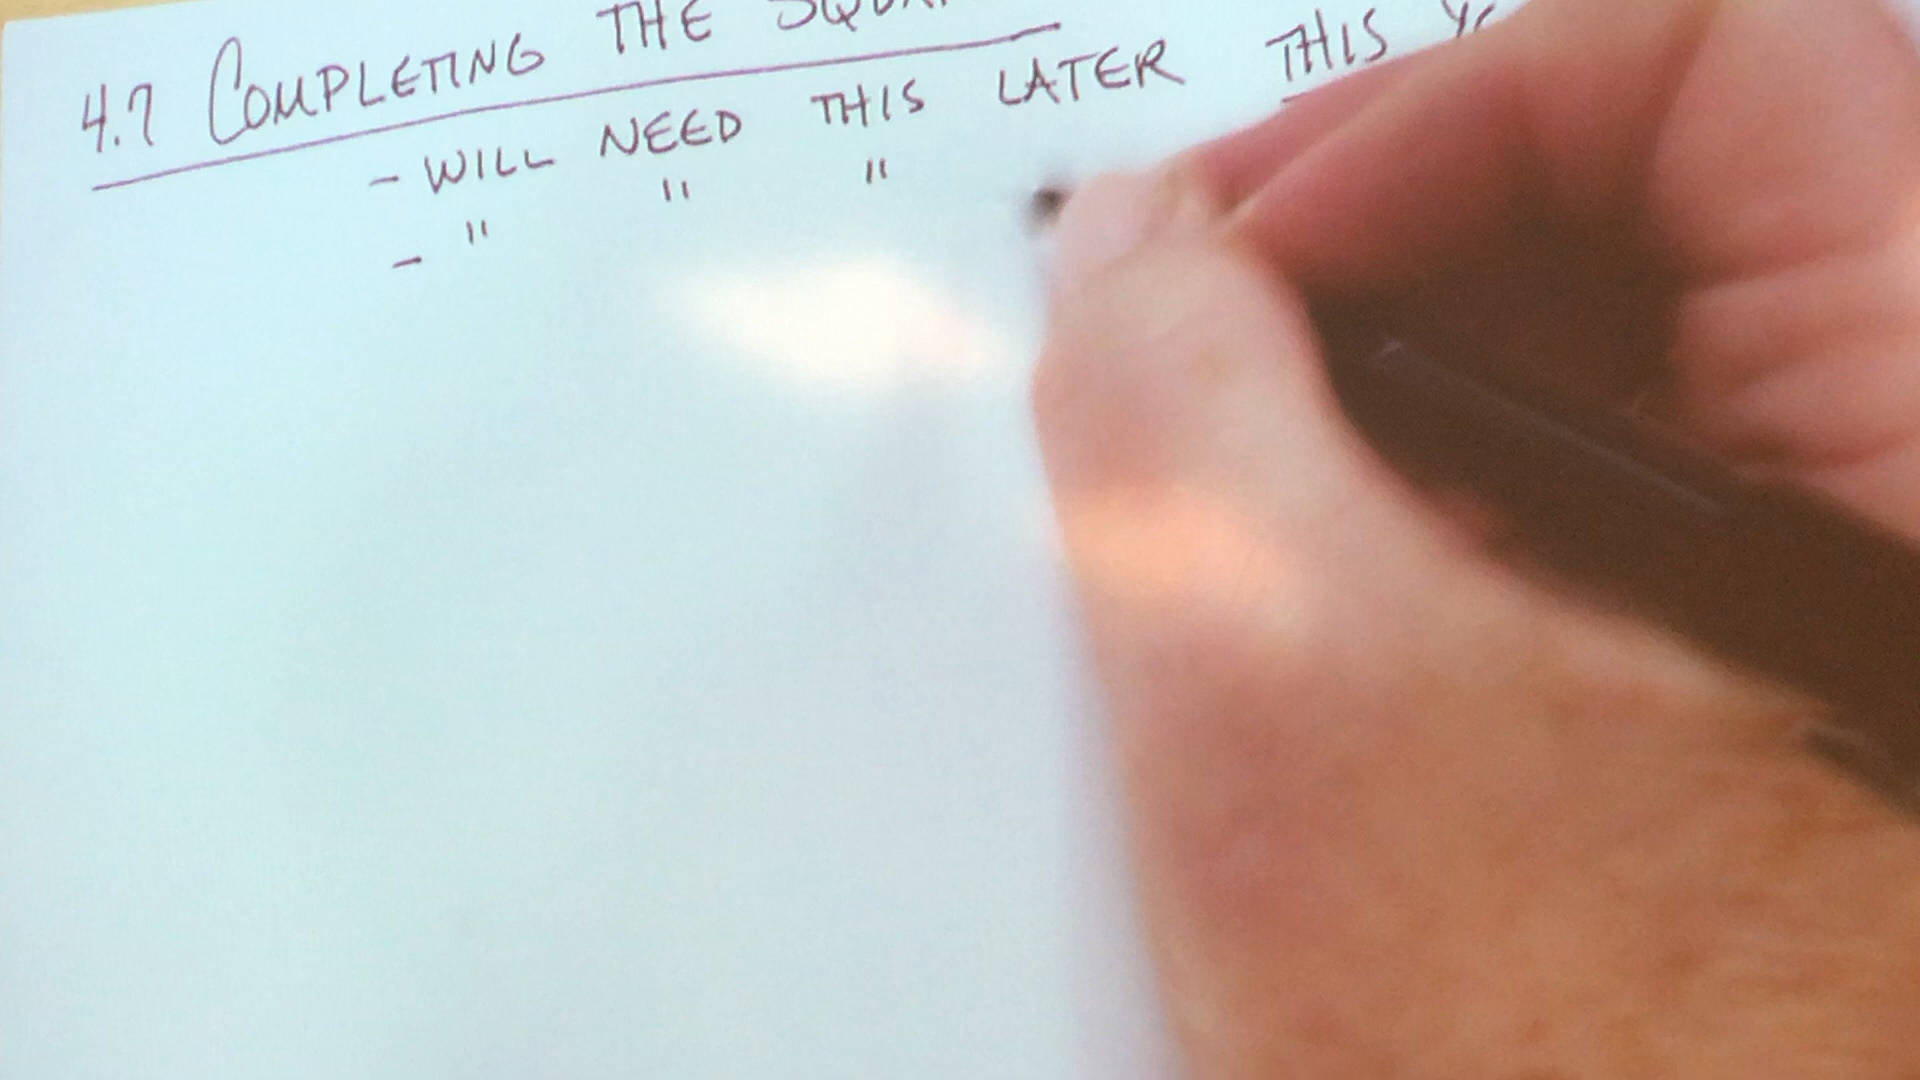 4.7 COMPLETING THE
- WILL NEED THIS LATER THIS
- " " "